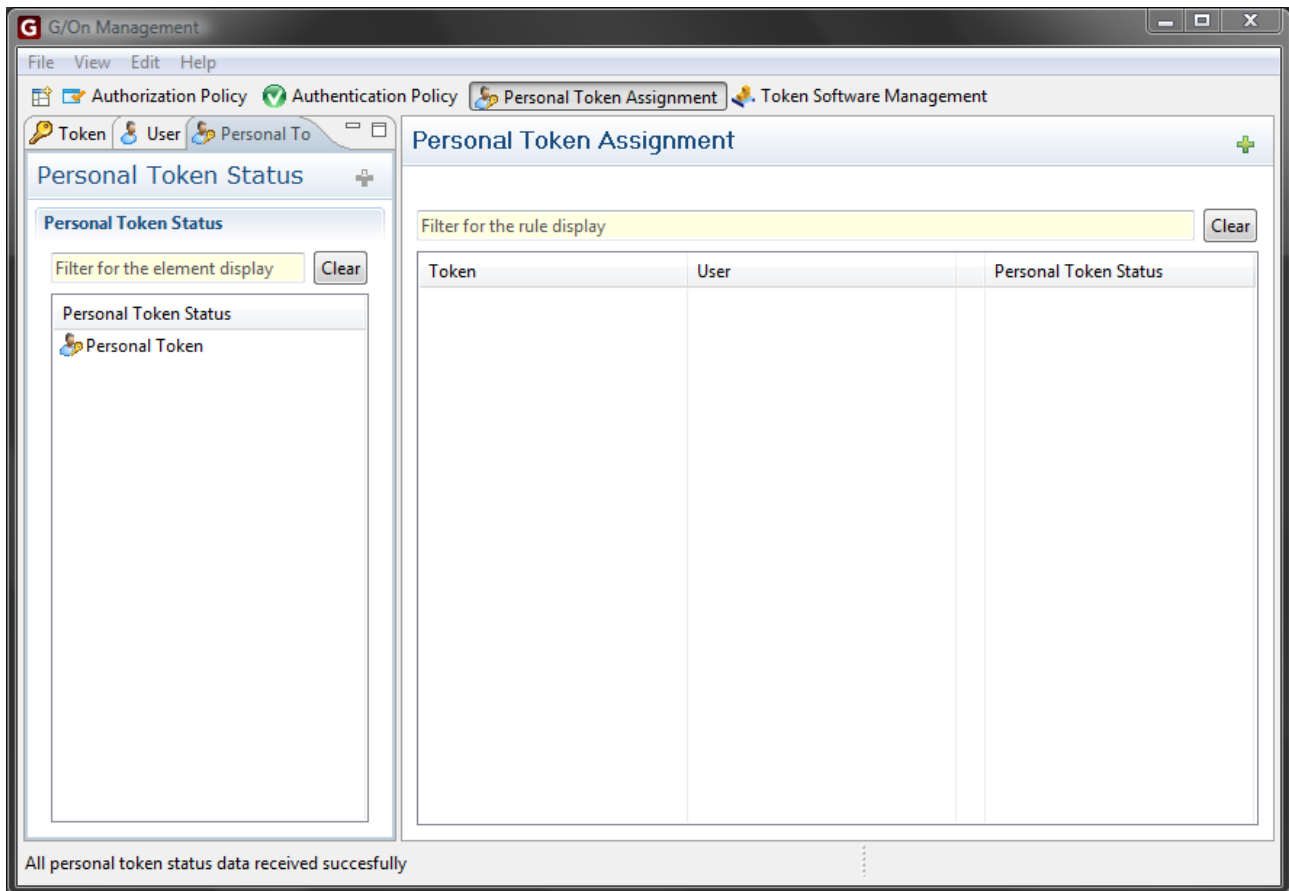 G G/On Management
File View Edit Help
Authorization Policy Authentication Policy Personal Token Assignment Token Software Management
Token User Personal To
Personal Token Status
Personal Token Status
Filter for the element display Clear
Personal Token Status
Personal Token
Personal Token Assignment
Filter for the rule display Clear
Token User Personal Token Status
All personal token status data received succesfully